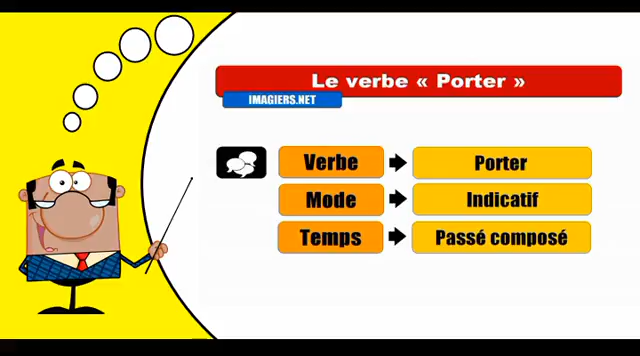 Le verbe « Porter »
IMAGIERS.NET
Verbe Porter
Mode Indicatif
Temps Passé composé